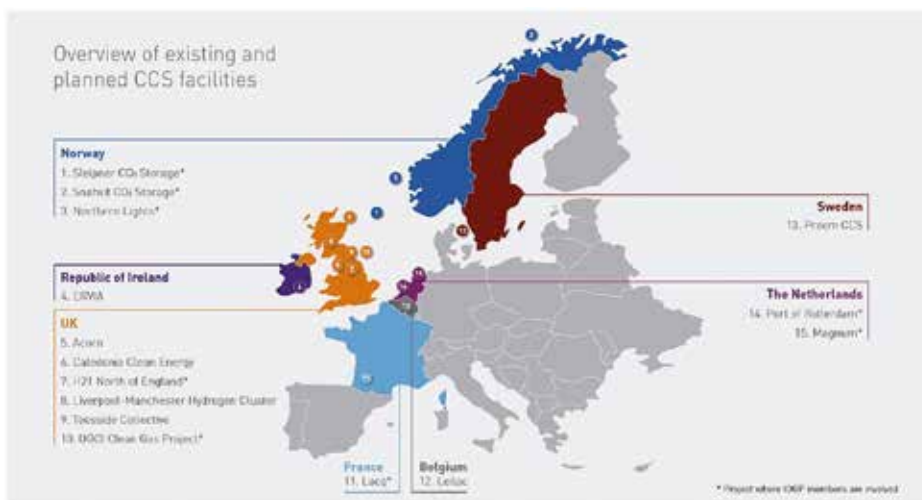 Overview of existing and
planned CCS facilities
Norway
1. Sleipner CO₂ Storage*
2. Snøhvit CO₂ Storage*
3. Northern Lights*
Republic of Ireland
4. ERVIA
UK
5. Acorn
6. Caledonia Clean Energy
7. H21 North of England*
8. Liverpool-Manchester Hydrogen Cluster
9. Teesside Collective
10. Clean Gas Project*
France
11. Lacq*
Belgium
12. Leilac
Sweden
13. Preem CCS
The Netherlands
14. Port of Rotterdam*
15. Magnum*
* Project where IOGP members are involved